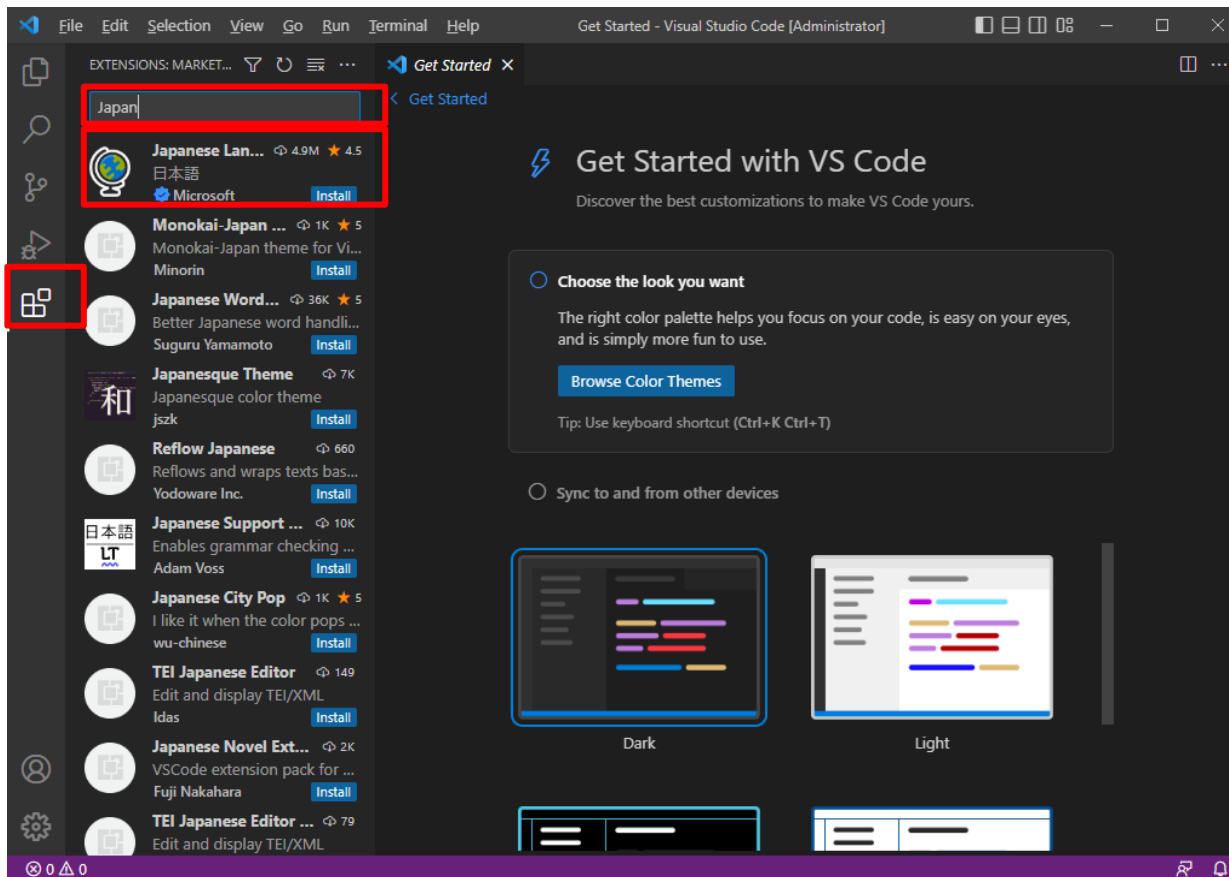 File Edit Selection View Go Run Terminal Help
Get Started - Visual Studio Code [Administrator]
EXTENSIONS: MARKET...
Japan
Japanese Lan... 4.9M ★ 4.5
日本語
Microsoft Install
Monokai-Japan ... 1K ★ 5
Monokai-Japan theme for Vi...
Minorin Install
Japanese Word... 36K ★ 5
Better Japanese word handli...
Suguru Yamamoto Install
和
Japanesque Theme 7K
Japanesque color theme
jszk Install
Reflow Japanese 660
Reflows and wraps texts bas...
Yodoware Inc. Install
日本語
LT
Japanese Support ... 10K
Enables grammar checking ...
Adam Voss Install
Japanese City Pop 1K ★ 5
I like it when the color pops ...
wu-chinese Install
TEI Japanese Editor 149
Edit and display TEI/XML
Idas Install
Japanese Novel Ext... 2K
VSCode extension pack for ...
Fuji Nakahara Install
TEI Japanese Editor ... 79
Edit and display TEI/XML
Get Started
Get Started
Get Started with VS Code
Discover the best customizations to make VS Code yours.
Choose the look you want
The right color palette helps you focus on your code, is easy on your eyes,
and is simply more fun to use.
Browse Color Themes
Tip: Use keyboard shortcut (Ctrl+K Ctrl+T)
Sync to and from other devices
Dark
Light
0 0